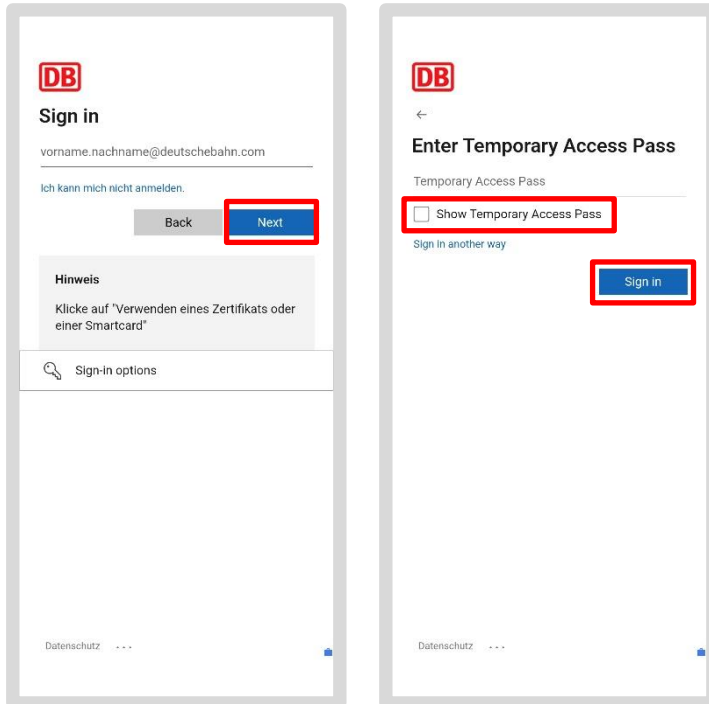 DB
Sign in
vorname.nachname@deutschebahn.com
Ich kann mich nicht anmelden.
Back
Next
Hinweis
Klicke auf "Verwenden eines Zertifikats oder
einer Smartcard"
Sign-in options
Datenschutz
DB
Enter Temporary Access Pass
Temporary Access Pass
Show Temporary Access Pass
Sign in another way
Sign in
Datenschutz